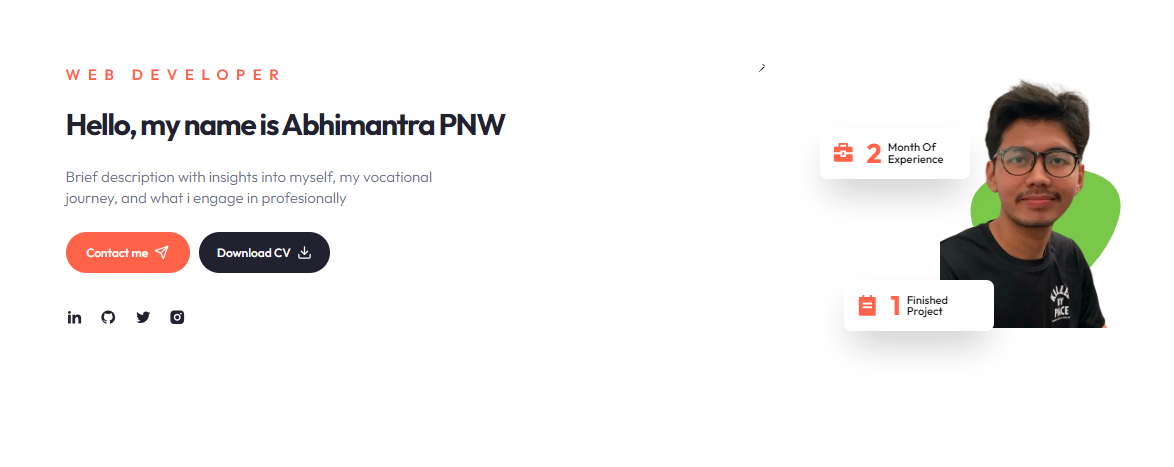 WEB DEVELOPER
Hello, my name is Abhimantra PNW
Brief description with insights into myself, my vocational
journey, and what i engage in profesionally
Contact me
Download CV
2 Month Of
Experience
1 Finished
Project